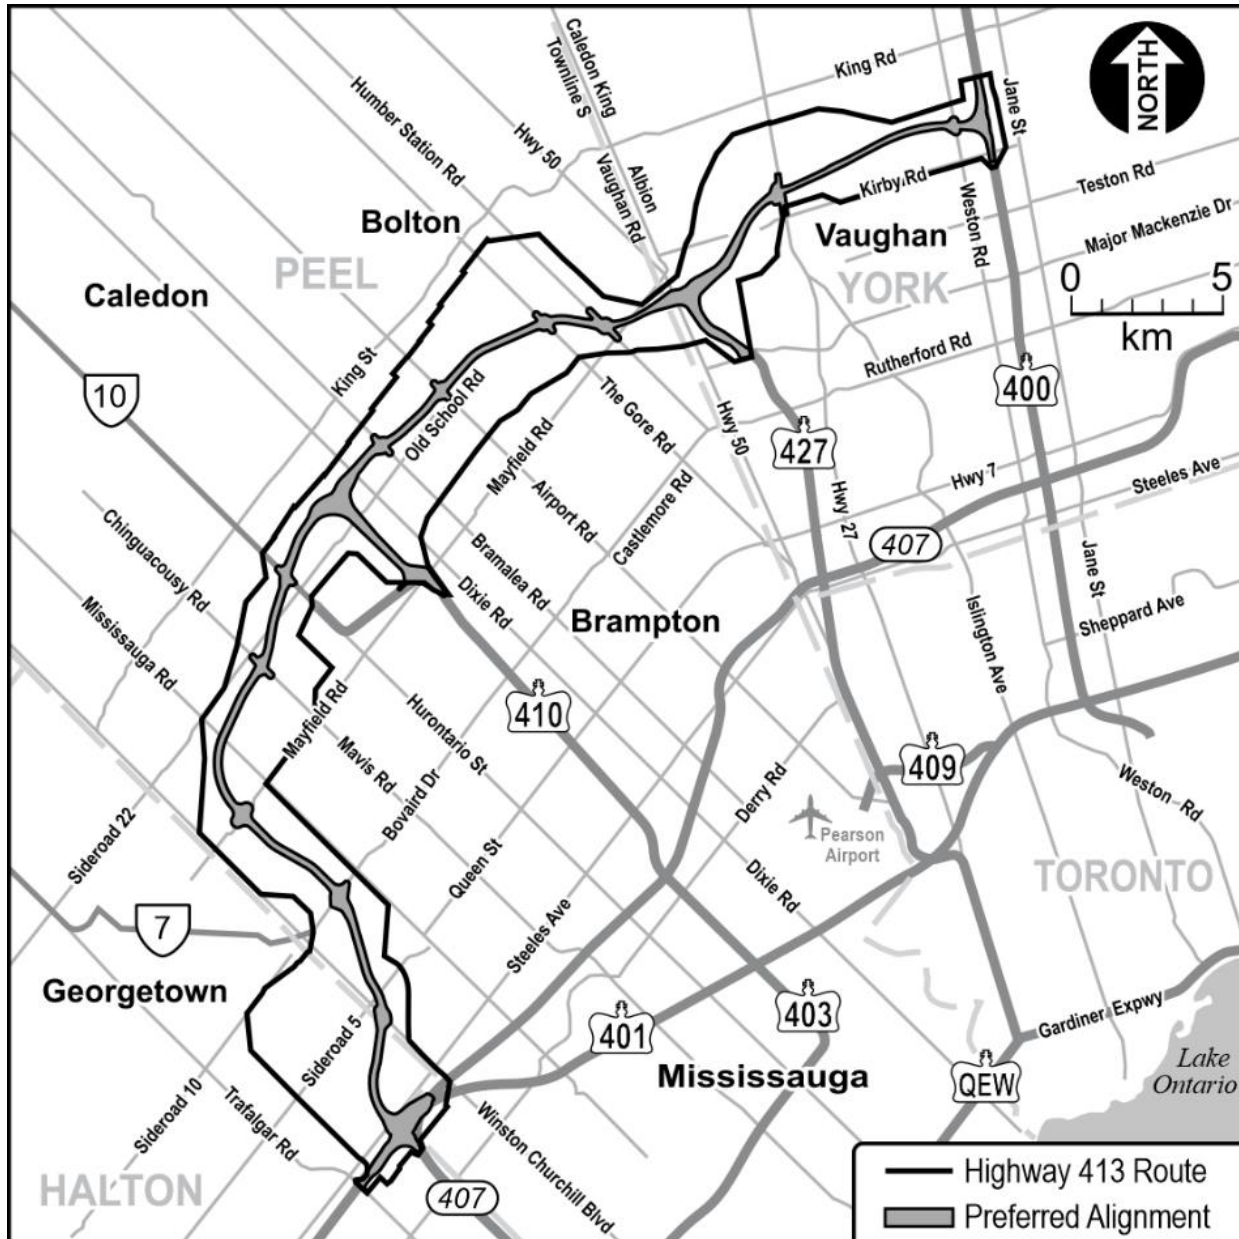 Caledon King
Townline S
King Rd
Jane St
NORTH
Humber Station Rd
Hwy 50
Albion
Vaughan Rd
Kirby Rd
Weston Rd
Teston Rd
Major Mackenzie Dr
Bolton
Vaughan
PEEL
YORK
Caledon
0 5
km
King St
Rutherford Rd
10
Old School Rd
The Gore Rd
Hwy 50
400
427
Mayfield Rd
Airport Rd
Castlemore Rd
Hwy 27
Hwy 7
Steeles Ave
407
Chinguacousy Rd
Bramalea Rd
Jane St
Mississauga Rd
Dixie Rd
Brampton
Islington Ave
Sheppard Ave
Mayfield Rd
410
Hurontario St
Mavis Rd
409
Bovaird Dr
Derry Rd
Weston Rd
Sideroad 22
Pearson
Airport
Queen St
Dixie Rd
TORONTO
7
Steeles Ave
Georgetown
403
401
Gardiner Expwy
Sideroad 5
Mississauga
QEW
Lake
Ontario
Sideroad 10
Trafalgar Rd
Winston Churchill Blvd
HALTON
407
Highway 413 Route
Preferred Alignment